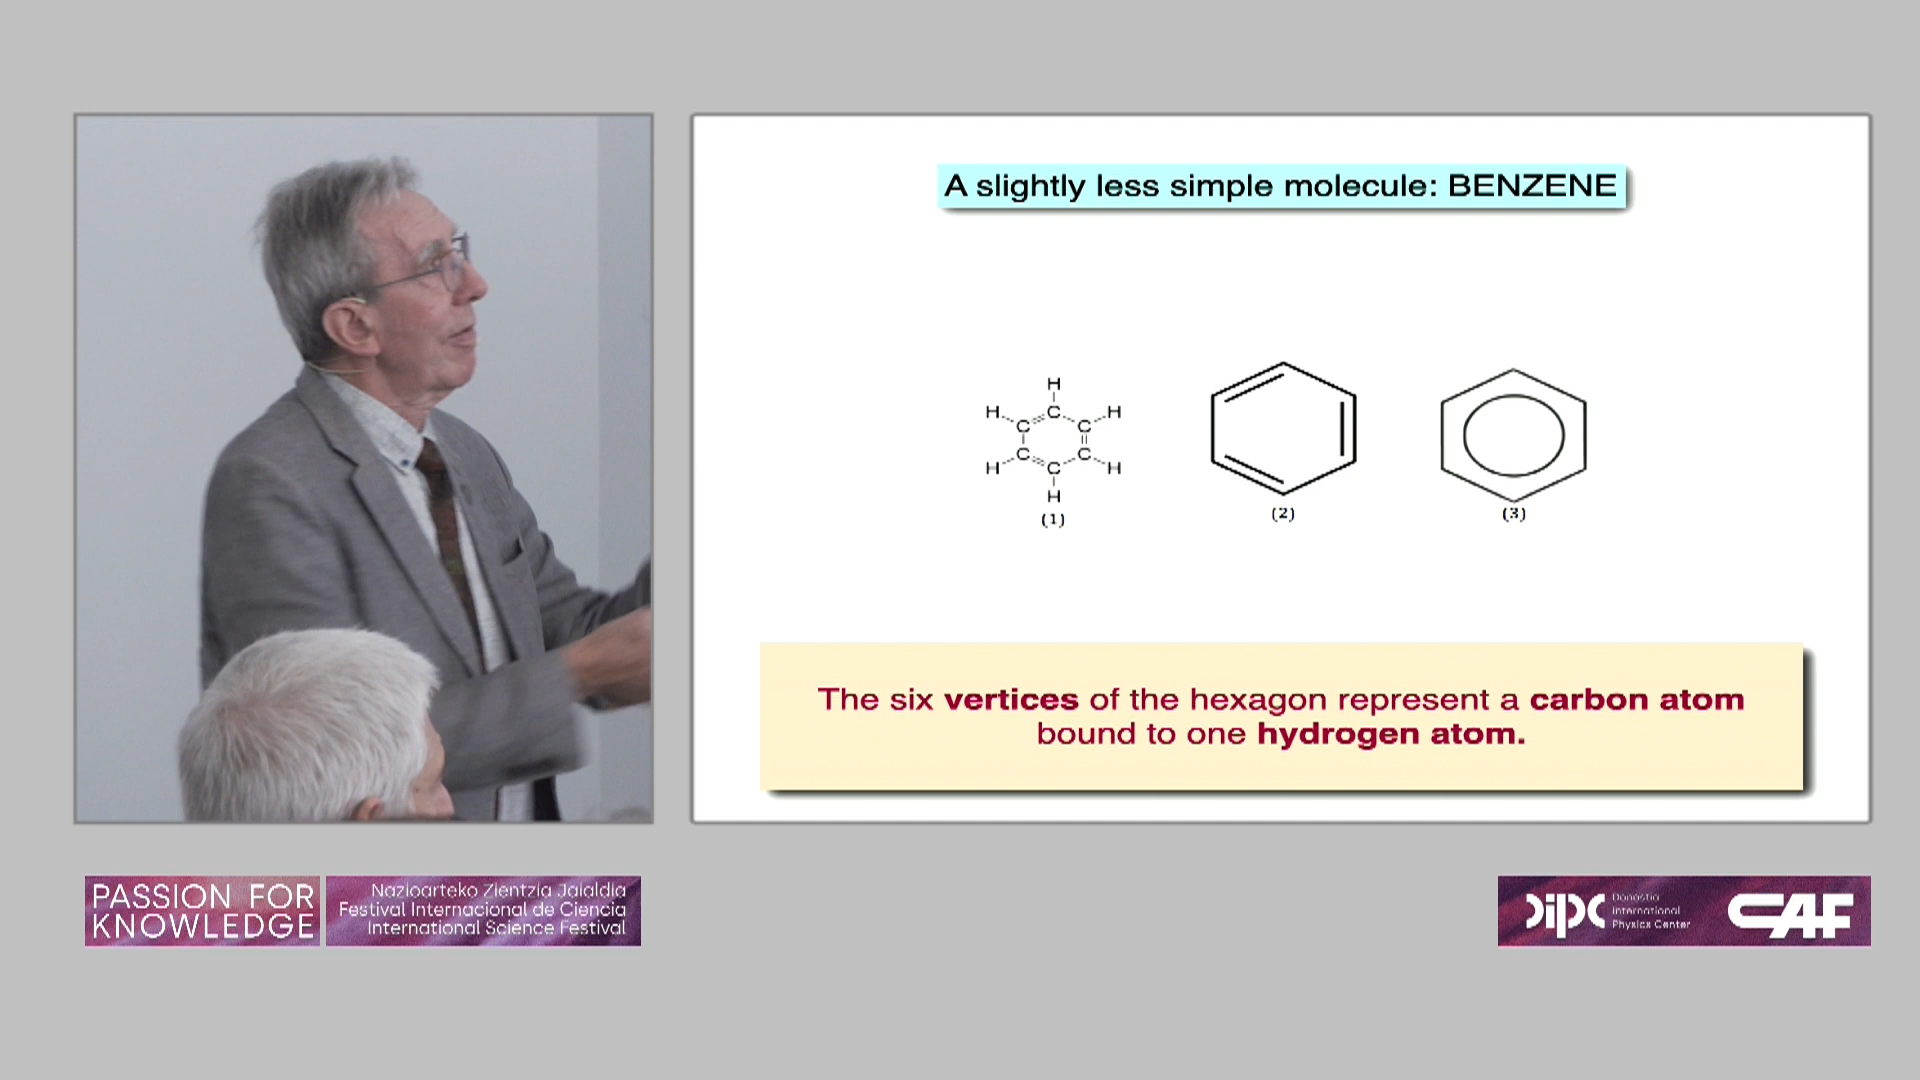 A slightly less simple molecule: BENZENE
H
H H
C
C C
C C
C
H H
H
(1)
(2)
(3)
The six vertices of the hexagon represent a carbon atom
bound to one hydrogen atom.
PASSION FOR
KNOWLEDGE
Nazioarteko Zientzia Jaialdia
Festival Internacional de Ciencia
International Science Festival
DIPC
Donostia
International
Physics Center
CAF